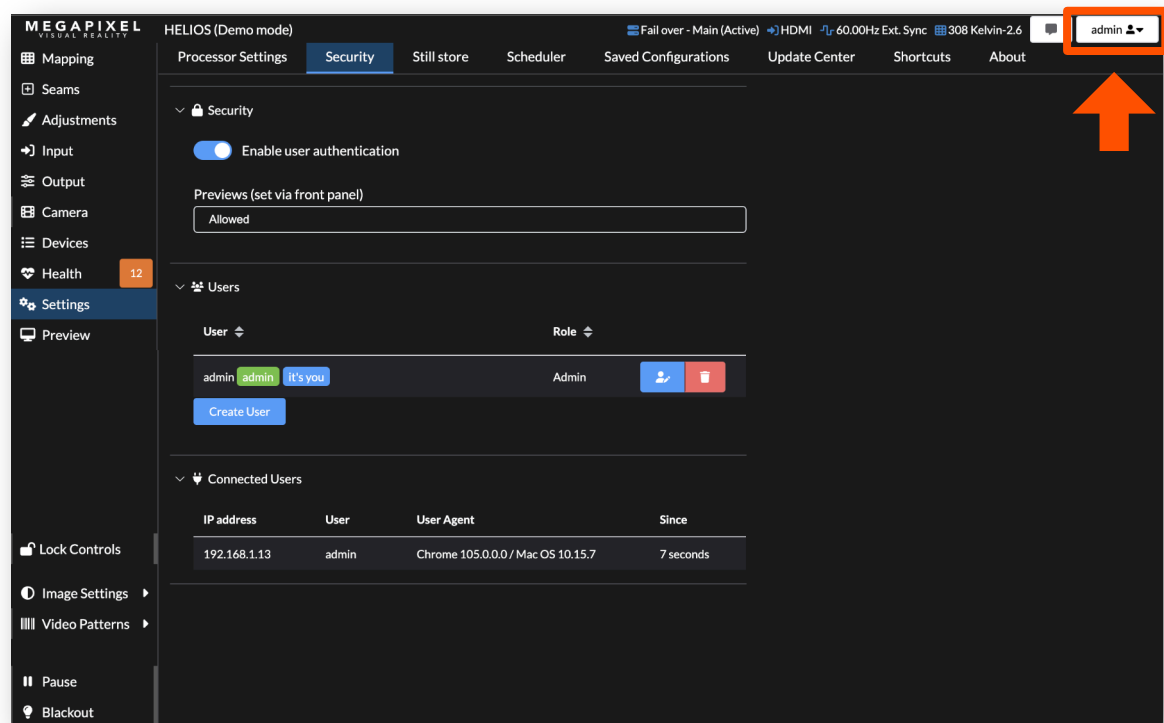 MEGAPIXEL
VISUAL REALITY
HELIOS (Demo mode)
Fail over - Main (Active) HDMI 60.00Hz Ext. Sync 308 Kelvin-2.6
admin
Mapping
Seams
Adjustments
Input
Output
Camera
Devices
Health 12
Settings
Preview
Lock Controls
Image Settings
Video Patterns
Pause
Blackout
Processor Settings Security Still store Scheduler Saved Configurations Update Center Shortcuts About
Security
Enable user authentication
Previews (set via front panel)
Allowed
Users
User Role
admin admin it's you Admin
Create User
Connected Users
IP address User User Agent Since
192.168.1.13 admin Chrome 105.0.0.0 / Mac OS 10.15.7 7 seconds